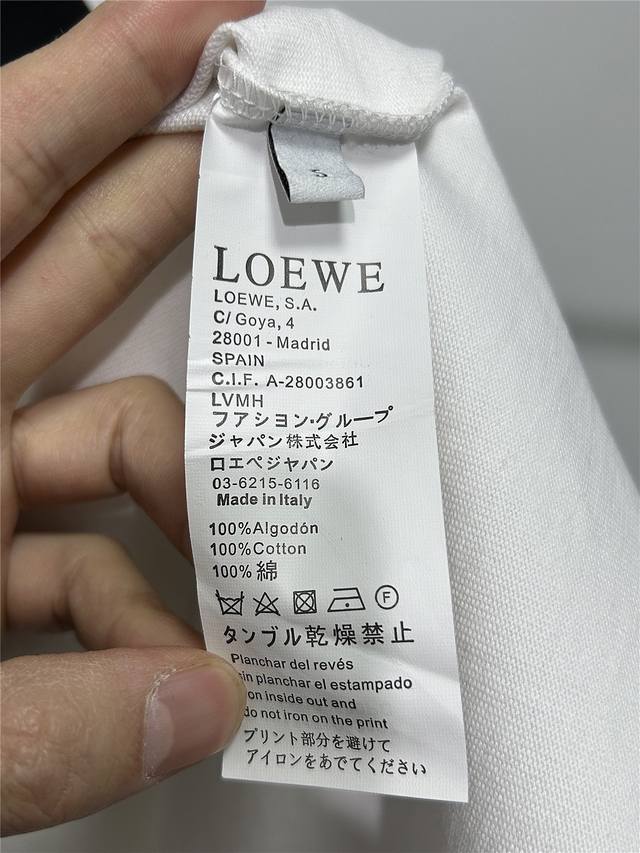 S
LOEWE
LOEWE, S.A.
C/ Goya, 4
28001 - Madrid
SPAIN
C.I.F. A-28003861
LVMH
フアション・グループ
ジャパン株式会社
ロエペジャパン
03-6215-6116
Made in Italy
100%Algodón
100%Cotton
100% 綿
F
タンブル乾燥禁止
Planchar del revés
sin planchar el estampado
on inside out and
do not iron on the print
プリント部分を避けて
アイロンをあでてください